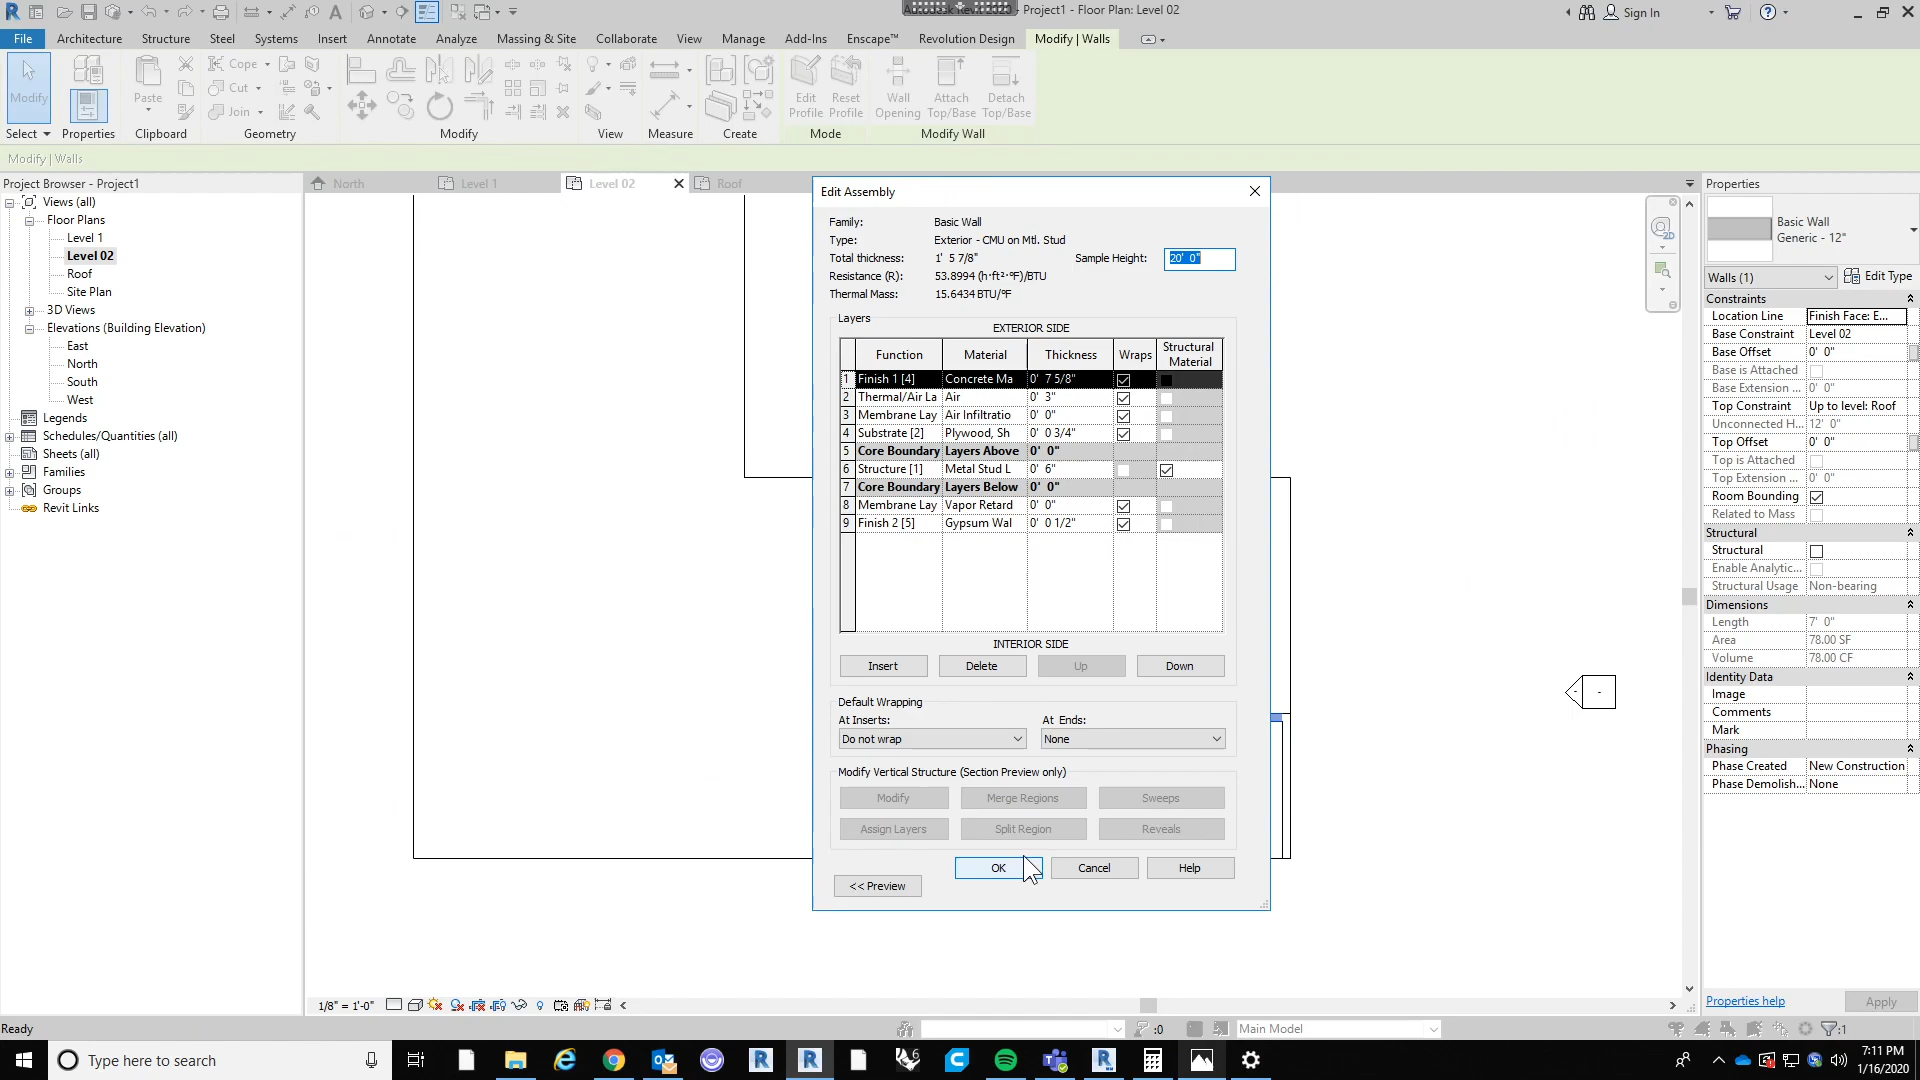 Autodesk Revit 2020 - Project1 - Floor Plan: Level 02
Sign In
File Architecture Structure Steel Systems Insert Annotate Analyze Massing & Site Collaborate View Manage Add-Ins Enscape™ Revolution Design Modify | Walls
Modify
Paste
Cope
Cut
Join
Edit Profile
Reset Profile
Wall Opening
Attach Top/Base
Detach Top/Base
Select Properties Clipboard Geometry Modify View Measure Create Mode Modify Wall
Modify | Walls
Project Browser - Project1
Views (all)
Floor Plans
Level 1
Level 02
Roof
Site Plan
3D Views
Elevations (Building Elevation)
East
North
South
West
Legends
Schedules/Quantities (all)
Sheets (all)
Families
Groups
Revit Links
North Level 1 Level 02 Roof
Edit Assembly
Family: Basic Wall
Type: Exterior - CMU on Mtl. Stud
Total thickness: 1' 5 7/8" Sample Height: 20' 0"
Resistance (R): 53.8994 (h·ft²·°F)/BTU
Thermal Mass: 15.6434 BTU/°F
Layers
EXTERIOR SIDE
Function Material Thickness Wraps Structural Material
1 Finish 1 [4] Concrete Ma 0' 7 5/8"
2 Thermal/Air La Air 0' 3"
3 Membrane Lay Air Infiltratio 0' 0"
4 Substrate [2] Plywood, Sh 0' 0 3/4"
5 Core Boundary Layers Above 0' 0"
6 Structure [1] Metal Stud L 0' 6"
7 Core Boundary Layers Below 0' 0"
8 Membrane Lay Vapor Retard 0' 0"
9 Finish 2 [5] Gypsum Wal 0' 0 1/2"
INTERIOR SIDE
Insert Delete Up Down
Default Wrapping
At Inserts: At Ends:
Do not wrap None
Modify Vertical Structure (Section Preview only)
Modify Merge Regions Sweeps
Assign Layers Split Region Reveals
OK Cancel Help
<< Preview
2D
Properties
Basic Wall
Generic - 12"
Walls (1) Edit Type
Constraints
Location Line Finish Face: E...
Base Constraint Level 02
Base Offset 0' 0"
Base is Attached
Base Extension ... 0' 0"
Top Constraint Up to level: Roof
Unconnected H... 12' 0"
Top Offset 0' 0"
Top is Attached
Top Extension ... 0' 0"
Room Bounding
Related to Mass
Structural
Structural
Enable Analytic...
Structural Usage Non-bearing
Dimensions
Length 7' 0"
Area 78.00 SF
Volume 78.00 CF
Identity Data
Image
Comments
Mark
Phasing
Phase Created New Construction
Phase Demolish... None
Properties help Apply
1/8" = 1'-0"
Ready
:0
Main Model
:1
Type here to search
7:11 PM
1/16/2020